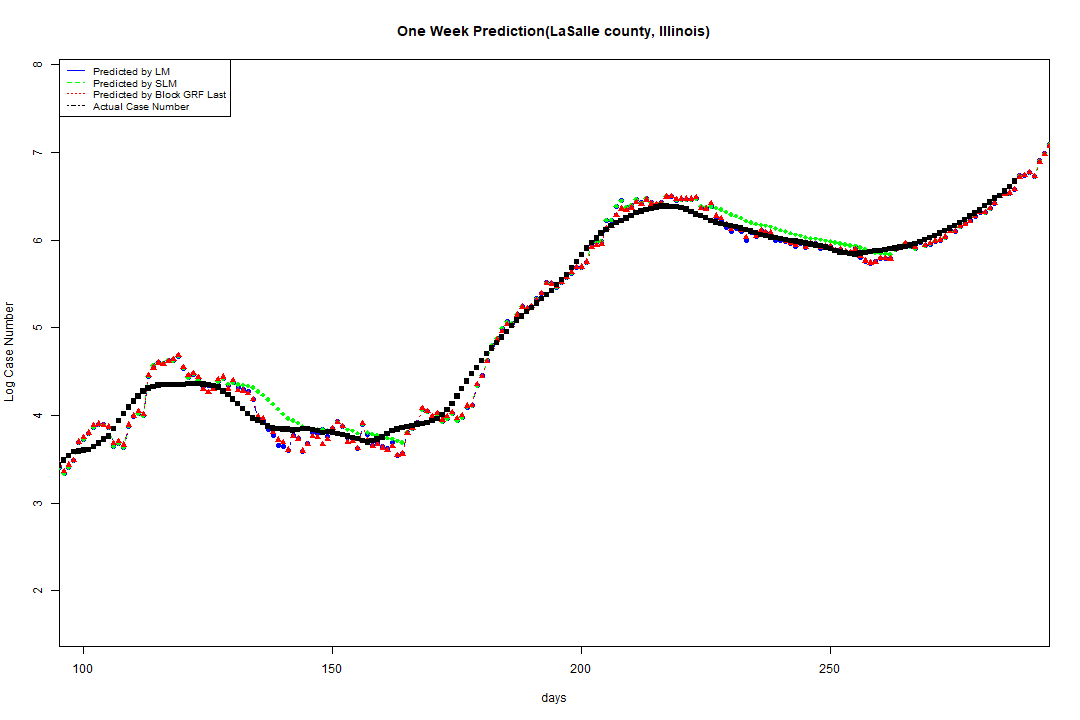 One Week Prediction(LaSalle county, Illinois)
Predicted by LM
Predicted by SLM
Predicted by Block GRF Last
Actual Case Number
8
7
6
5
4
3
2
Log Case Number
100 150 200 250
days